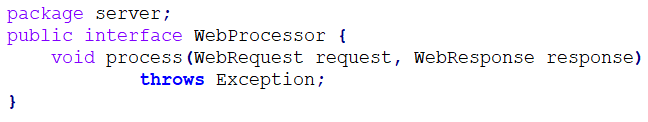 package server;
public interface WebProcessor {
    void process(WebRequest request, WebResponse response)
            throws Exception;
}